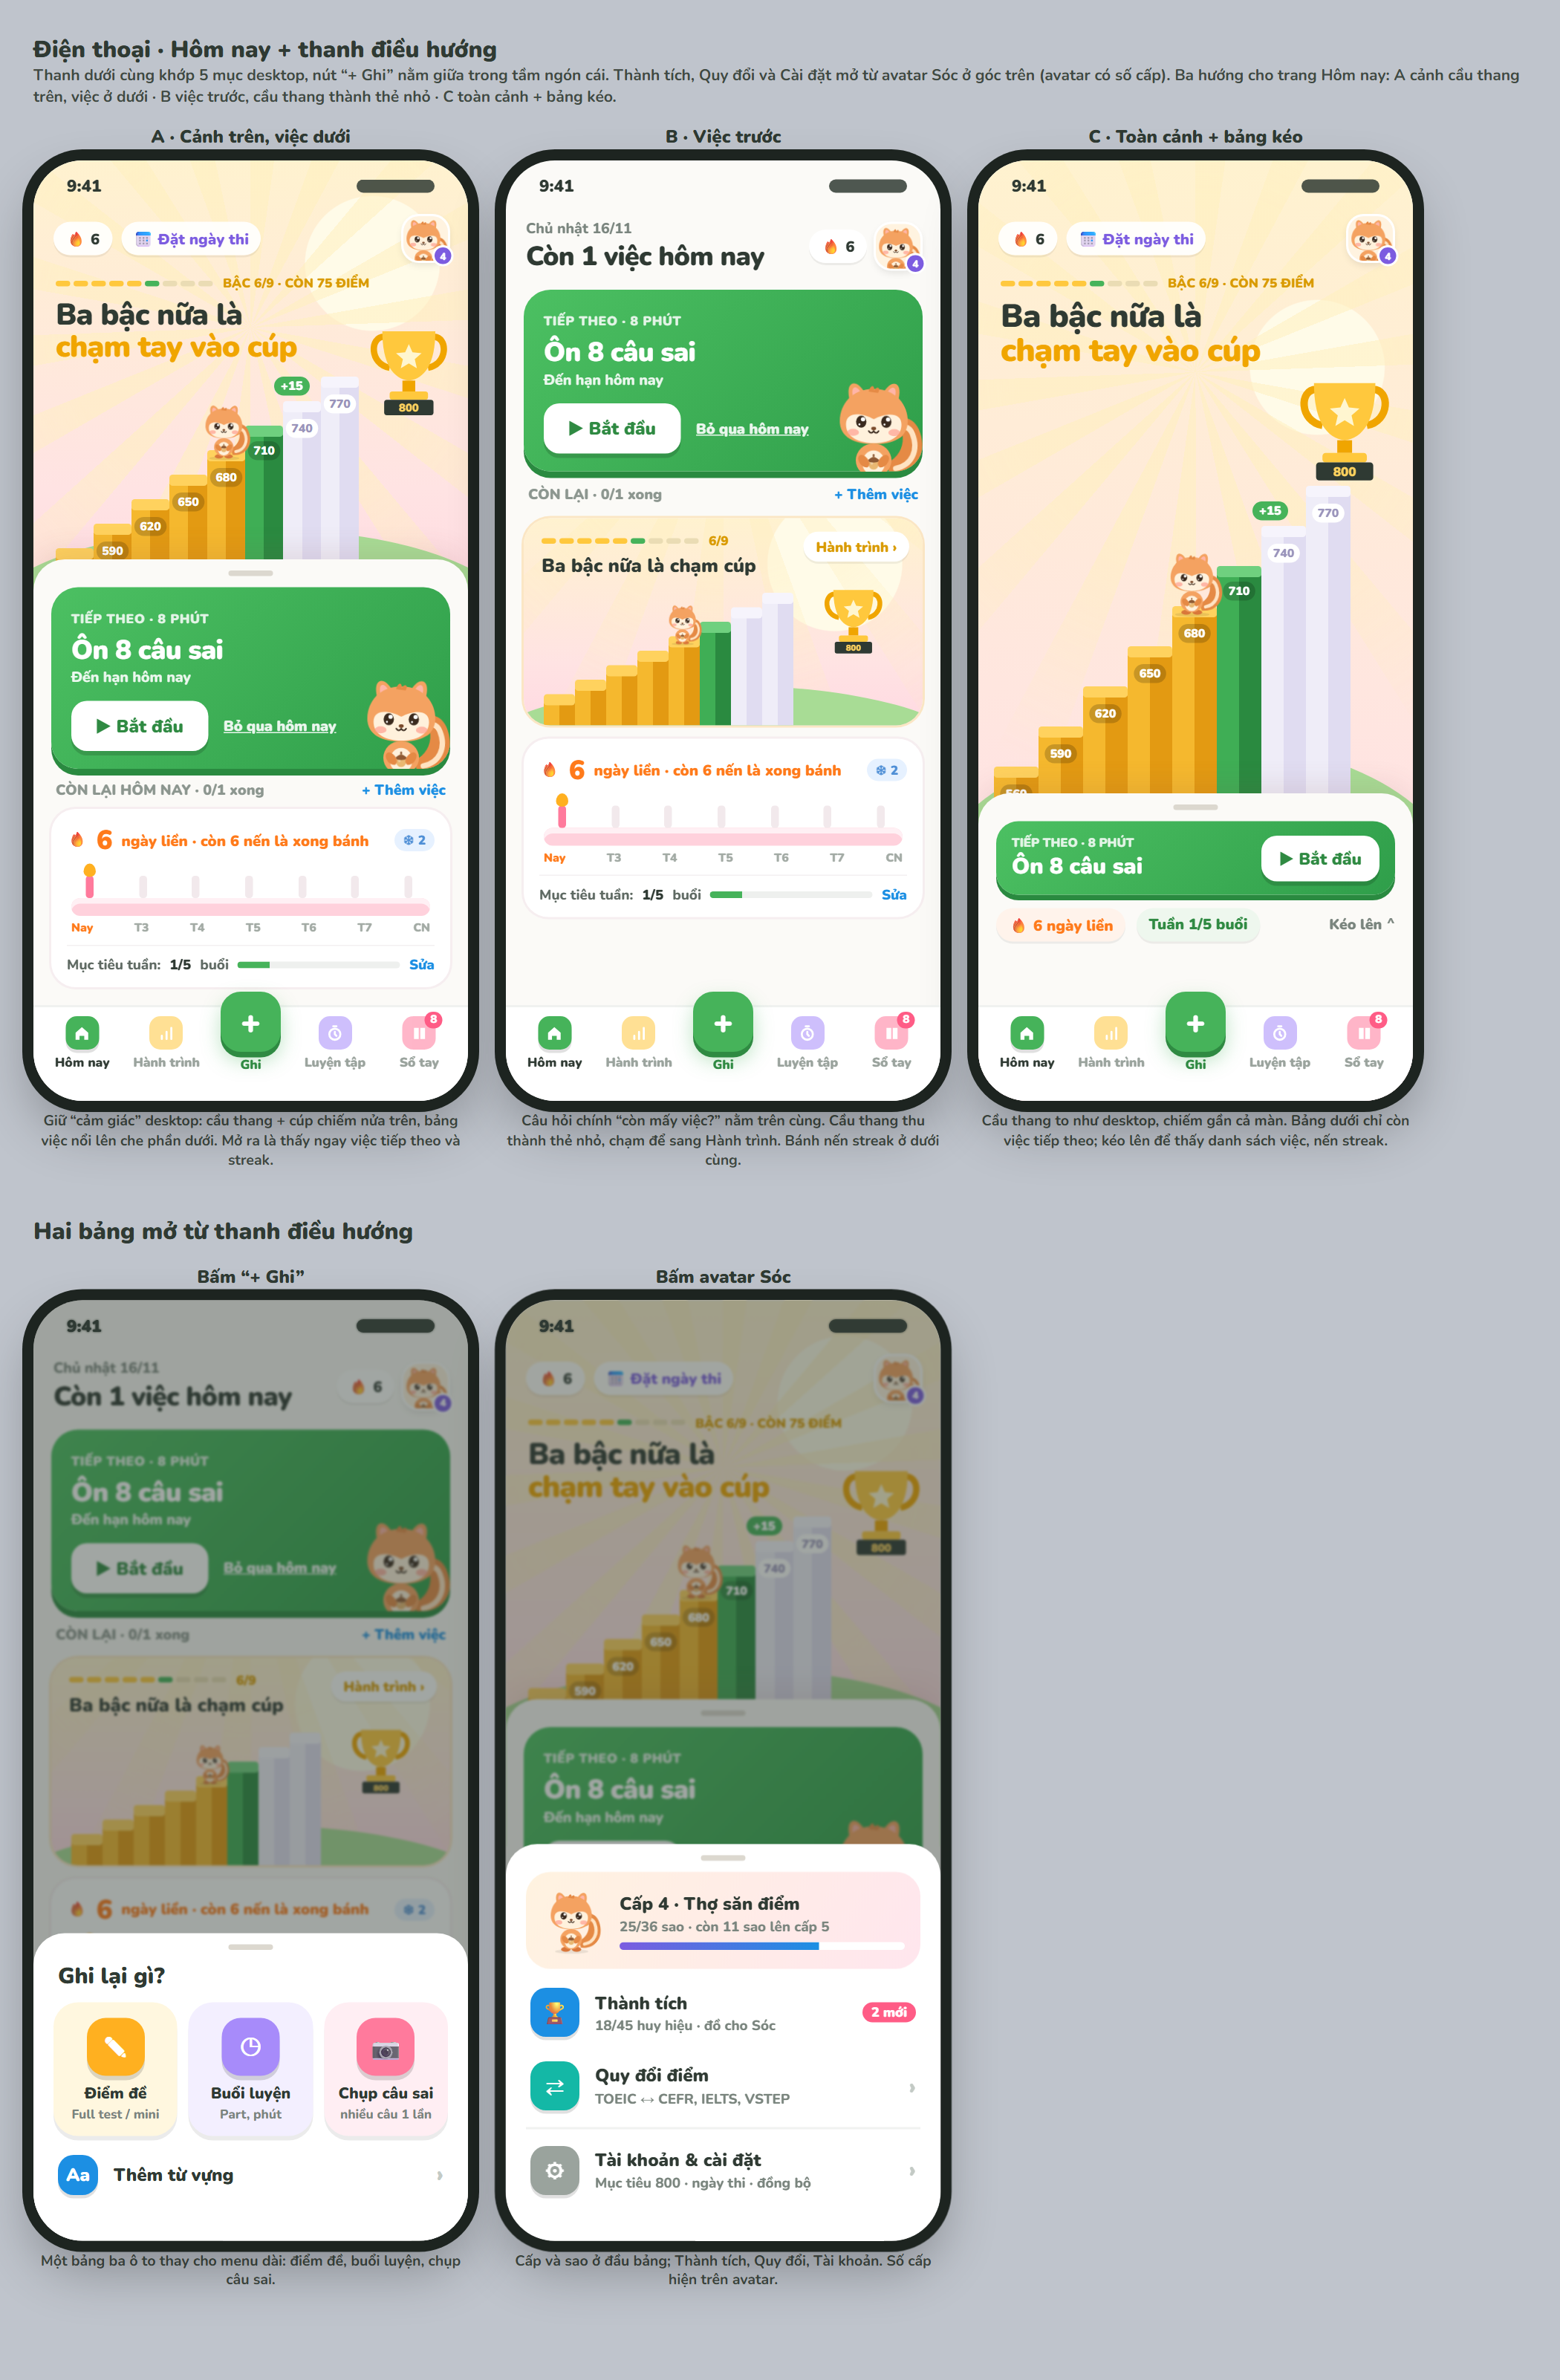 Điện thoại · Hôm nay + thanh điều hướng
Thanh dưới cùng khớp 5 mục desktop, nút “+ Ghi” nằm giữa trong tầm ngón cái. Thành tích, Quy đổi và Cài đặt mở từ avatar Sóc ở góc trên (avatar có số cấp). Ba hướng cho trang Hôm nay: A cảnh cầu thang
trên, việc ở dưới · B việc trước, cầu thang thành thẻ nhỏ · C toàn cảnh + bảng kéo.
A · Cảnh trên, việc dưới
9:41
6
Đặt ngày thi
4
BẬC 6/9 · CÒN 75 ĐIỂM
Ba bậc nữa là
chạm tay vào cúp
800
+15
770
740
710
680
650
620
590
TIẾP THEO · 8 PHÚT
Ôn 8 câu sai
Đến hạn hôm nay
▶ Bắt đầu
Bỏ qua hôm nay
CÒN LẠI HÔM NAY · 0/1 xong
+ Thêm việc
6 ngày liền · còn 6 nến là xong bánh
❄ 2
Nay T3 T4 T5 T6 T7 CN
Mục tiêu tuần: 1/5 buổi
Sửa
+
8
Hôm nay Hành trình Ghi Luyện tập Sổ tay
Giữ “cảm giác” desktop: cầu thang + cúp chiếm nửa trên, bảng
việc nổi lên che phần dưới. Mở ra là thấy ngay việc tiếp theo và
streak.
B · Việc trước
9:41
Chủ nhật 16/11
Còn 1 việc hôm nay
6
4
TIẾP THEO · 8 PHÚT
Ôn 8 câu sai
Đến hạn hôm nay
▶ Bắt đầu
Bỏ qua hôm nay
CÒN LẠI · 0/1 xong
+ Thêm việc
6/9
Hành trình ›
Ba bậc nữa là chạm cúp
800
6 ngày liền · còn 6 nến là xong bánh
❄ 2
Nay T3 T4 T5 T6 T7 CN
Mục tiêu tuần: 1/5 buổi
Sửa
+
8
Hôm nay Hành trình Ghi Luyện tập Sổ tay
Câu hỏi chính “còn mấy việc?” nằm trên cùng. Cầu thang thu
thành thẻ nhỏ, chạm để sang Hành trình. Bánh nến streak ở dưới
cùng.
C · Toàn cảnh + bảng kéo
9:41
6
Đặt ngày thi
4
BẬC 6/9 · CÒN 75 ĐIỂM
Ba bậc nữa là
chạm tay vào cúp
800
+15
770
740
710
680
650
620
590
560
TIẾP THEO · 8 PHÚT
Ôn 8 câu sai
▶ Bắt đầu
6 ngày liền
Tuần 1/5 buổi
Kéo lên ^
+
8
Hôm nay Hành trình Ghi Luyện tập Sổ tay
Cầu thang to như desktop, chiếm gần cả màn. Bảng dưới chỉ còn
việc tiếp theo; kéo lên để thấy danh sách việc, nến streak.
Hai bảng mở từ thanh điều hướng
Bấm “+ Ghi”
9:41
Chủ nhật 16/11
Còn 1 việc hôm nay
6
4
TIẾP THEO · 8 PHÚT
Ôn 8 câu sai
Đến hạn hôm nay
▶ Bắt đầu
Bỏ qua hôm nay
CÒN LẠI · 0/1 xong
+ Thêm việc
6/9
Hành trình ›
Ba bậc nữa là chạm cúp
800
6 ngày liền · còn 6 nến là xong bánh
❄ 2
Ghi lại gì?
Điểm đề
Full test / mini
Buổi luyện
Part, phút
Chụp câu sai
nhiều câu 1 lần
Aa
Thêm từ vựng
›
Một bảng ba ô to thay cho menu dài: điểm đề, buổi luyện, chụp
câu sai.
Bấm avatar Sóc
9:41
6
Đặt ngày thi
4
BẬC 6/9 · CÒN 75 ĐIỂM
Ba bậc nữa là
chạm tay vào cúp
800
+15
770
740
710
680
650
620
590
TIẾP THEO · 8 PHÚT
Ôn 8 câu sai
Đến hạn hôm nay
Cấp 4 · Thợ săn điểm
25/36 sao · còn 11 sao lên cấp 5
Thành tích
18/45 huy hiệu · đồ cho Sóc
2 mới
Quy đổi điểm
TOEIC ↔ CEFR, IELTS, VSTEP
›
Tài khoản & cài đặt
Mục tiêu 800 · ngày thi · đồng bộ
›
Cấp và sao ở đầu bảng; Thành tích, Quy đổi, Tài khoản. Số cấp
hiện trên avatar.